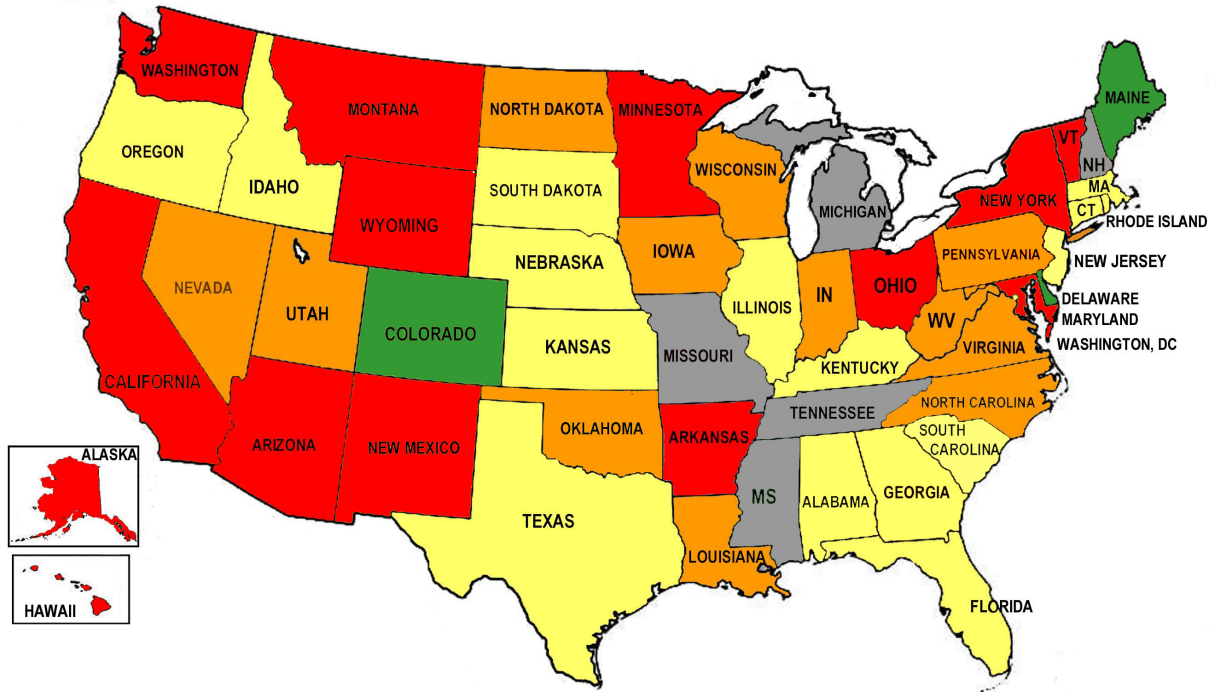 WASHINGTON
MONTANA
NORTH DAKOTA
MINNESOTA
MAINE
VT
NH
OREGON
IDAHO
SOUTH DAKOTA
WISCONSIN
MICHIGAN
MA
NEW YORK
CT
RHODE ISLAND
WYOMING
NEBRASKA
IOWA
PENNSYLVANIA
NEW JERSEY
NEVADA
UTAH
COLORADO
ILLINOIS
IN
OHIO
DELAWARE
MARYLAND
WASHINGTON, DC
KANSAS
MISSOURI
WV
VIRGINIA
KENTUCKY
CALIFORNIA
NORTH CAROLINA
TENNESSEE
ARIZONA
NEW MEXICO
OKLAHOMA
ARKANSAS
SOUTH
CAROLINA
ALASKA
MS
ALABAMA
GEORGIA
TEXAS
LOUISIANA
HAWAII
FLORIDA